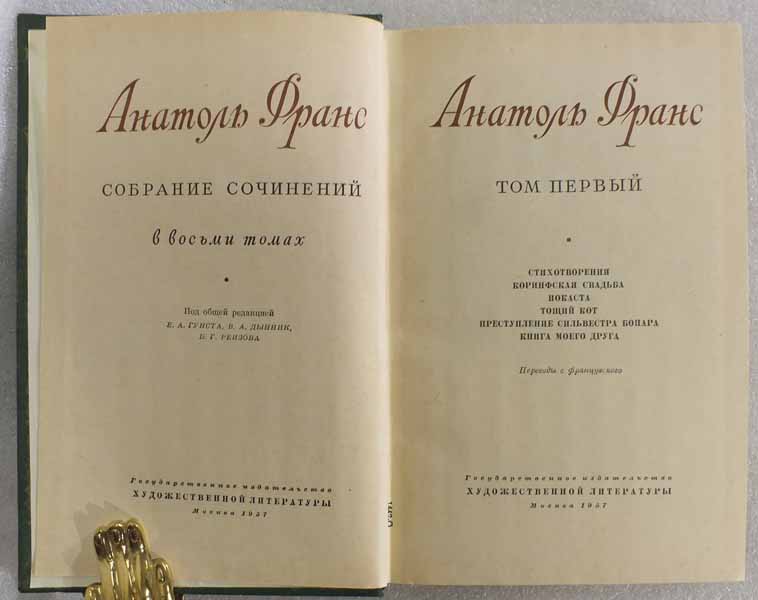 Анатоль Франс
СОБРАНИЕ СОЧИНЕНИЙ
в восьми томах
Под общей редакцией
Е. А. ГУНСТА, В. А. ДЫННИК,
Б. Г. РЕИЗОВА
Государственное издательство
ХУДОЖЕСТВЕННОЙ ЛИТЕРАТУРЫ
Москва 1957
Анатоль Франс
ТОМ ПЕРВЫЙ
СТИХОТВОРЕНИЯ
КОРИНФСКАЯ СВАДЬБА
ИОКАСТА
ТОЩИЙ КОТ
ПРЕСТУПЛЕНИЕ СИЛЬВЕСТРА БОНАРА
КНИГА МОЕГО ДРУГА
Переводы с французского
Государственное издательство
ХУДОЖЕСТВЕННОЙ ЛИТЕРАТУРЫ
Москва 1957